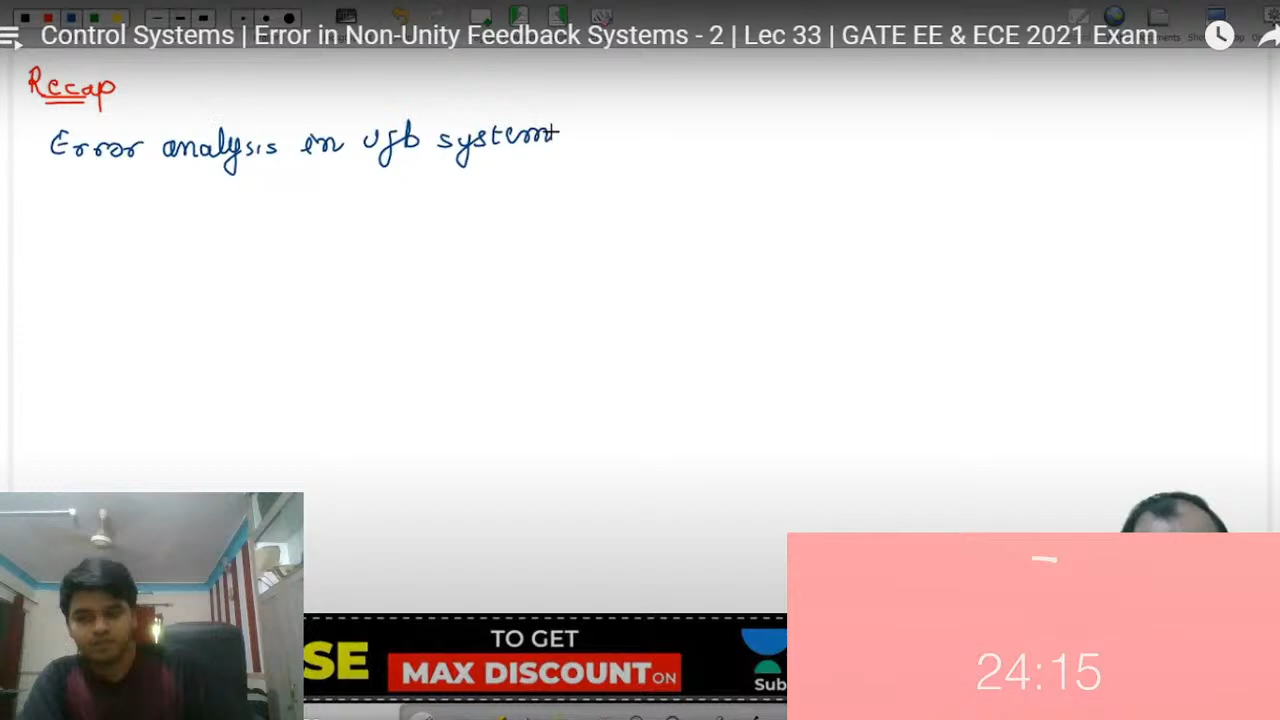 Control Systems | Error in Non-Unity Feedback Systems - 2 | Lec 33 | GATE EE & ECE 2021 Exam
Recap
Error analysis in ufb system
SE
TO GET
MAX DISCOUNT ON
Sub
24:15